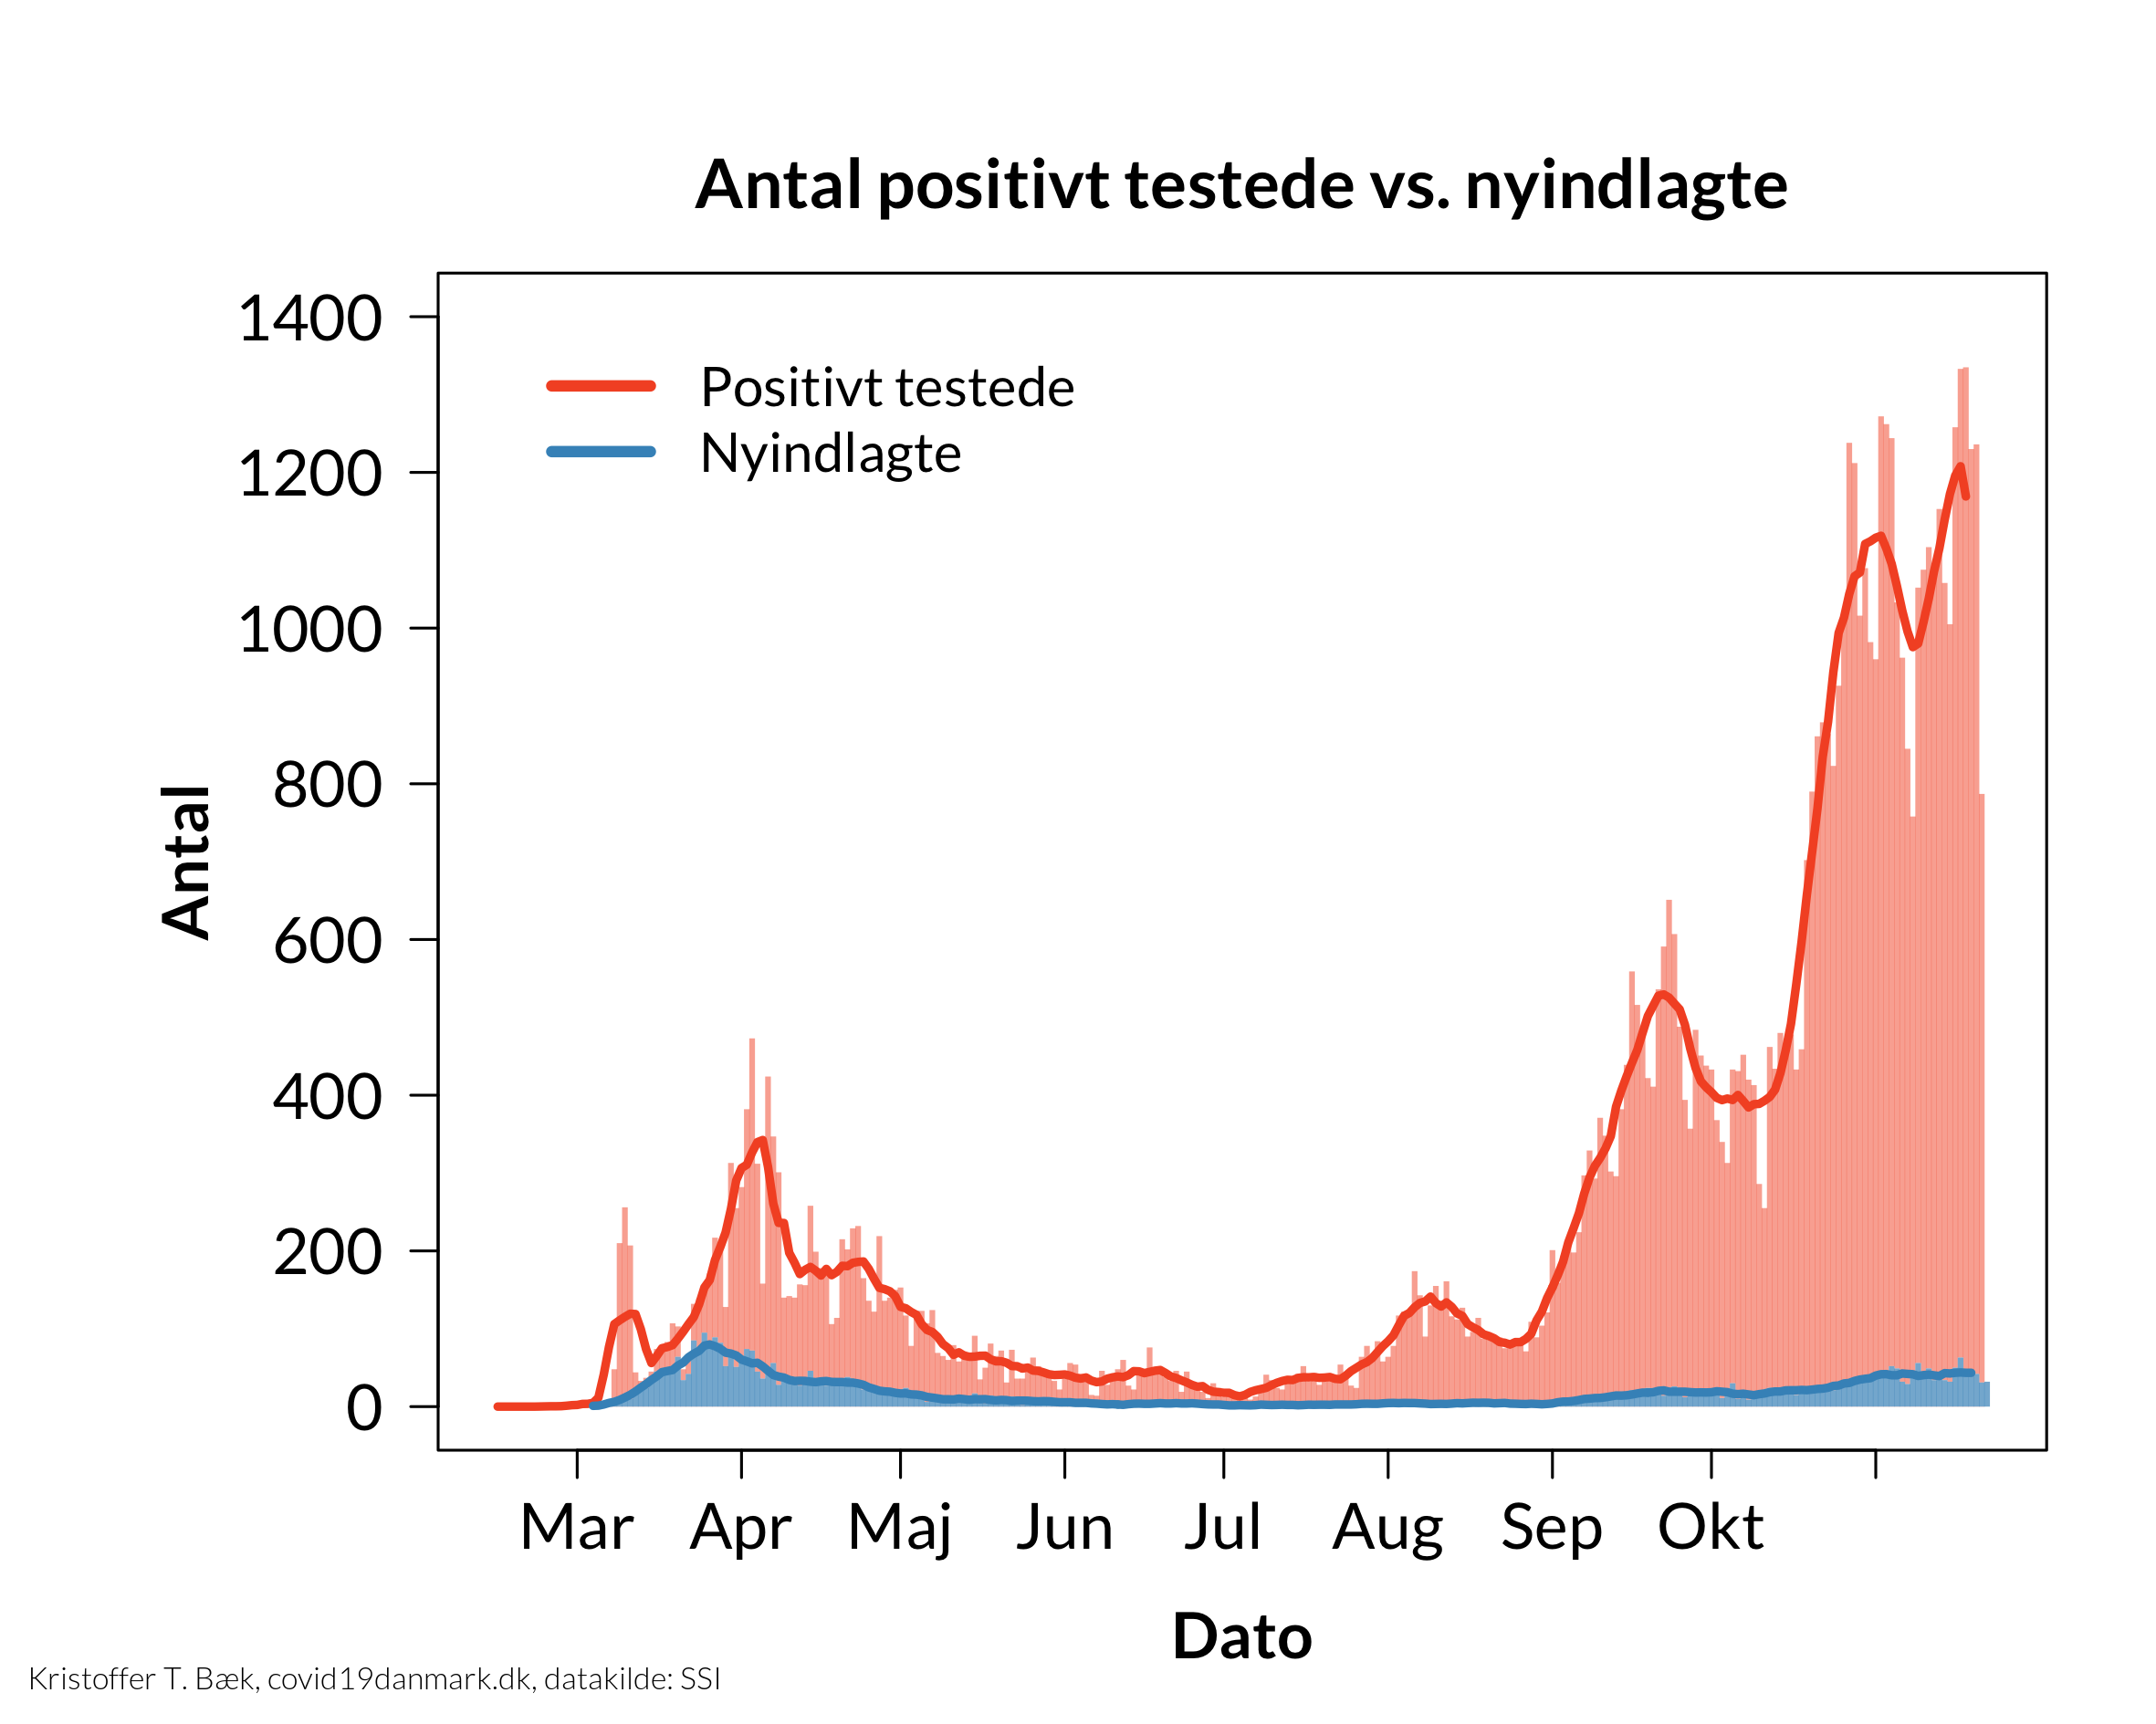 Antal positivt testede vs. nyindlagte
1400
1200
1000
800
600
400
200
0
Positivt testede
Nyindlagte
Antal
Mar Apr Maj Jun Jul Aug Sep Okt
Dato
Kristoffer T. Bæk, covid19danmark.dk, datakilde: SSI